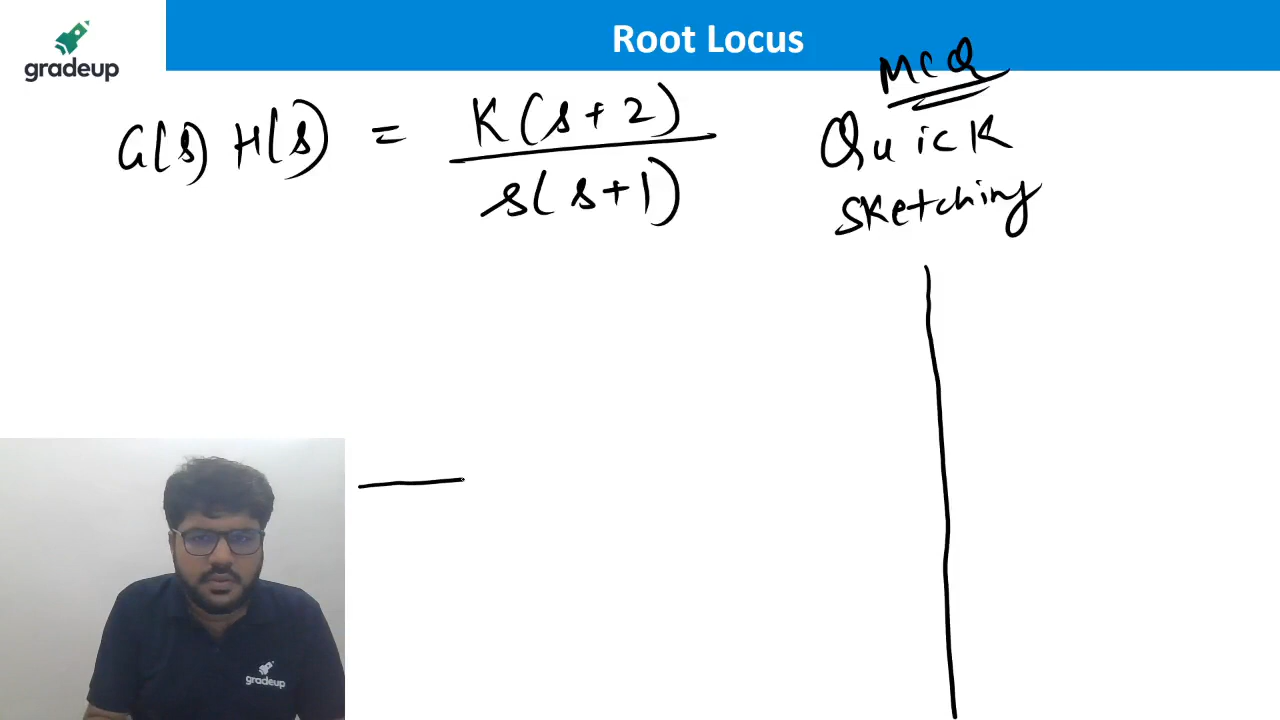 gradeup
Root Locus
MCQ
Quick
sketching
G(s) H(s) = K(s+2)
s(s+1)
gradeup